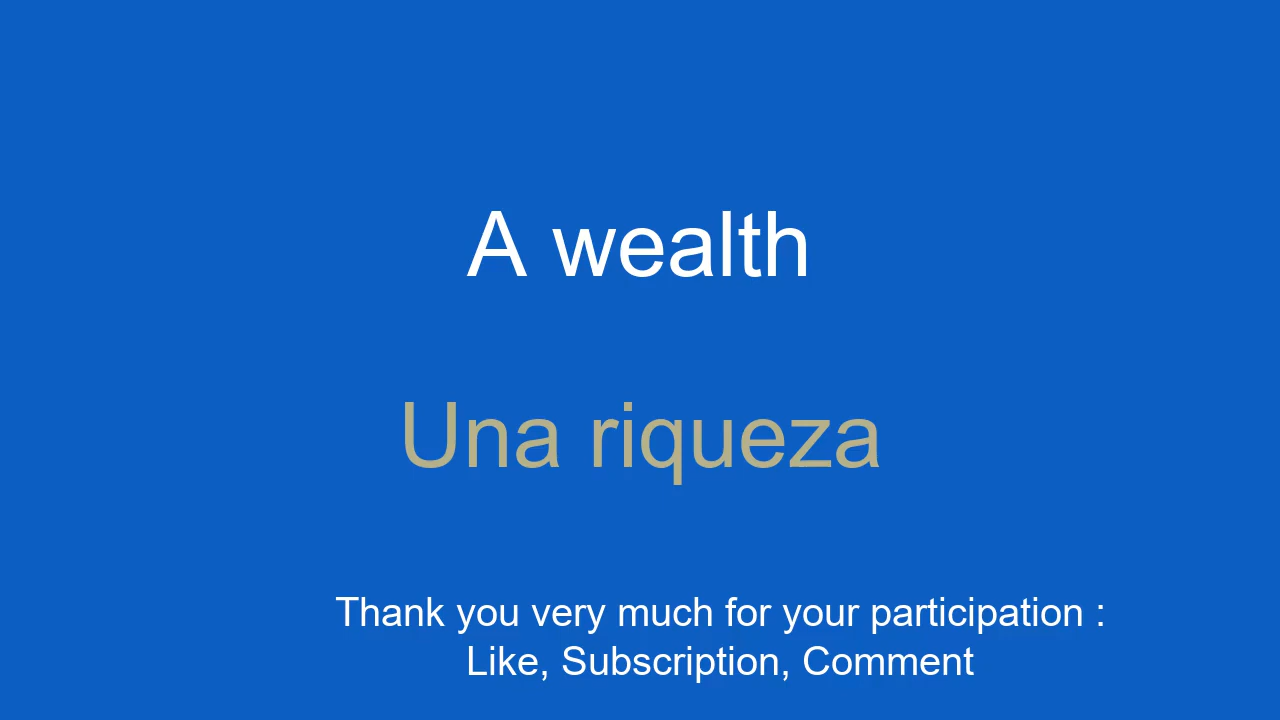 A wealth
Una riqueza
Thank you very much for your participation :
Like, Subscription, Comment